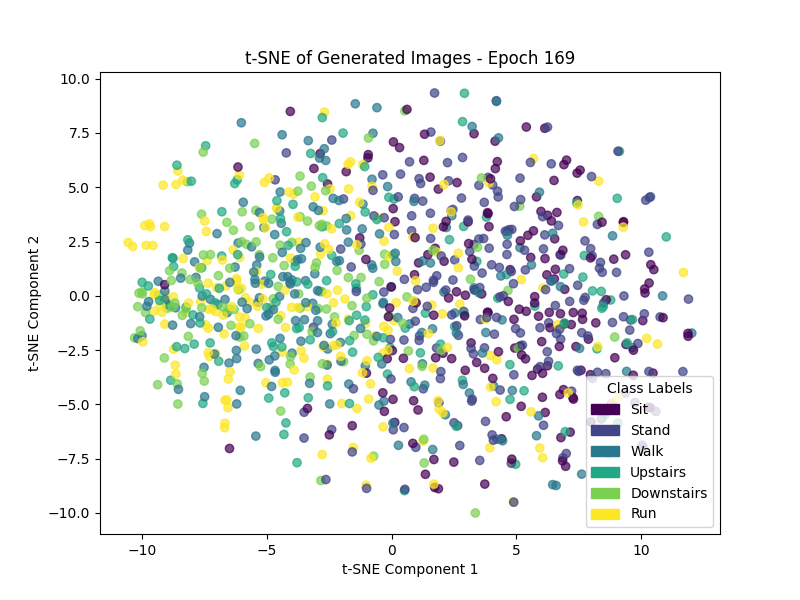 t-SNE of Generated Images - Epoch 169
t-SNE Component 2
10.0
7.5
5.0
2.5
0.0
−2.5
−5.0
−7.5
−10.0
Class Labels
Sit
Stand
Walk
Upstairs
Downstairs
Run
−10
−5
0
5
10
t-SNE Component 1